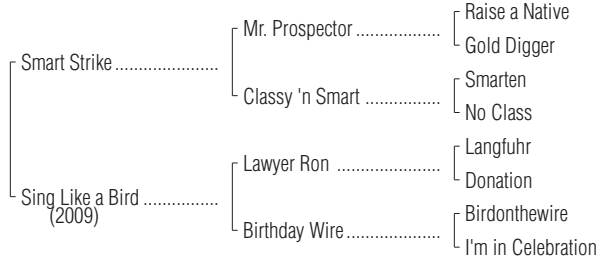 Raise a Native
Mr. Prospector ..................
Gold Digger
Smart Strike ......................
Smarten
Classy 'n Smart ................
No Class
Langfuhr
Lawyer Ron ......................
Donation
Sing Like a Bird ................
(2009)
Birdonthewire
Birthday Wire....................
I'm in Celebration